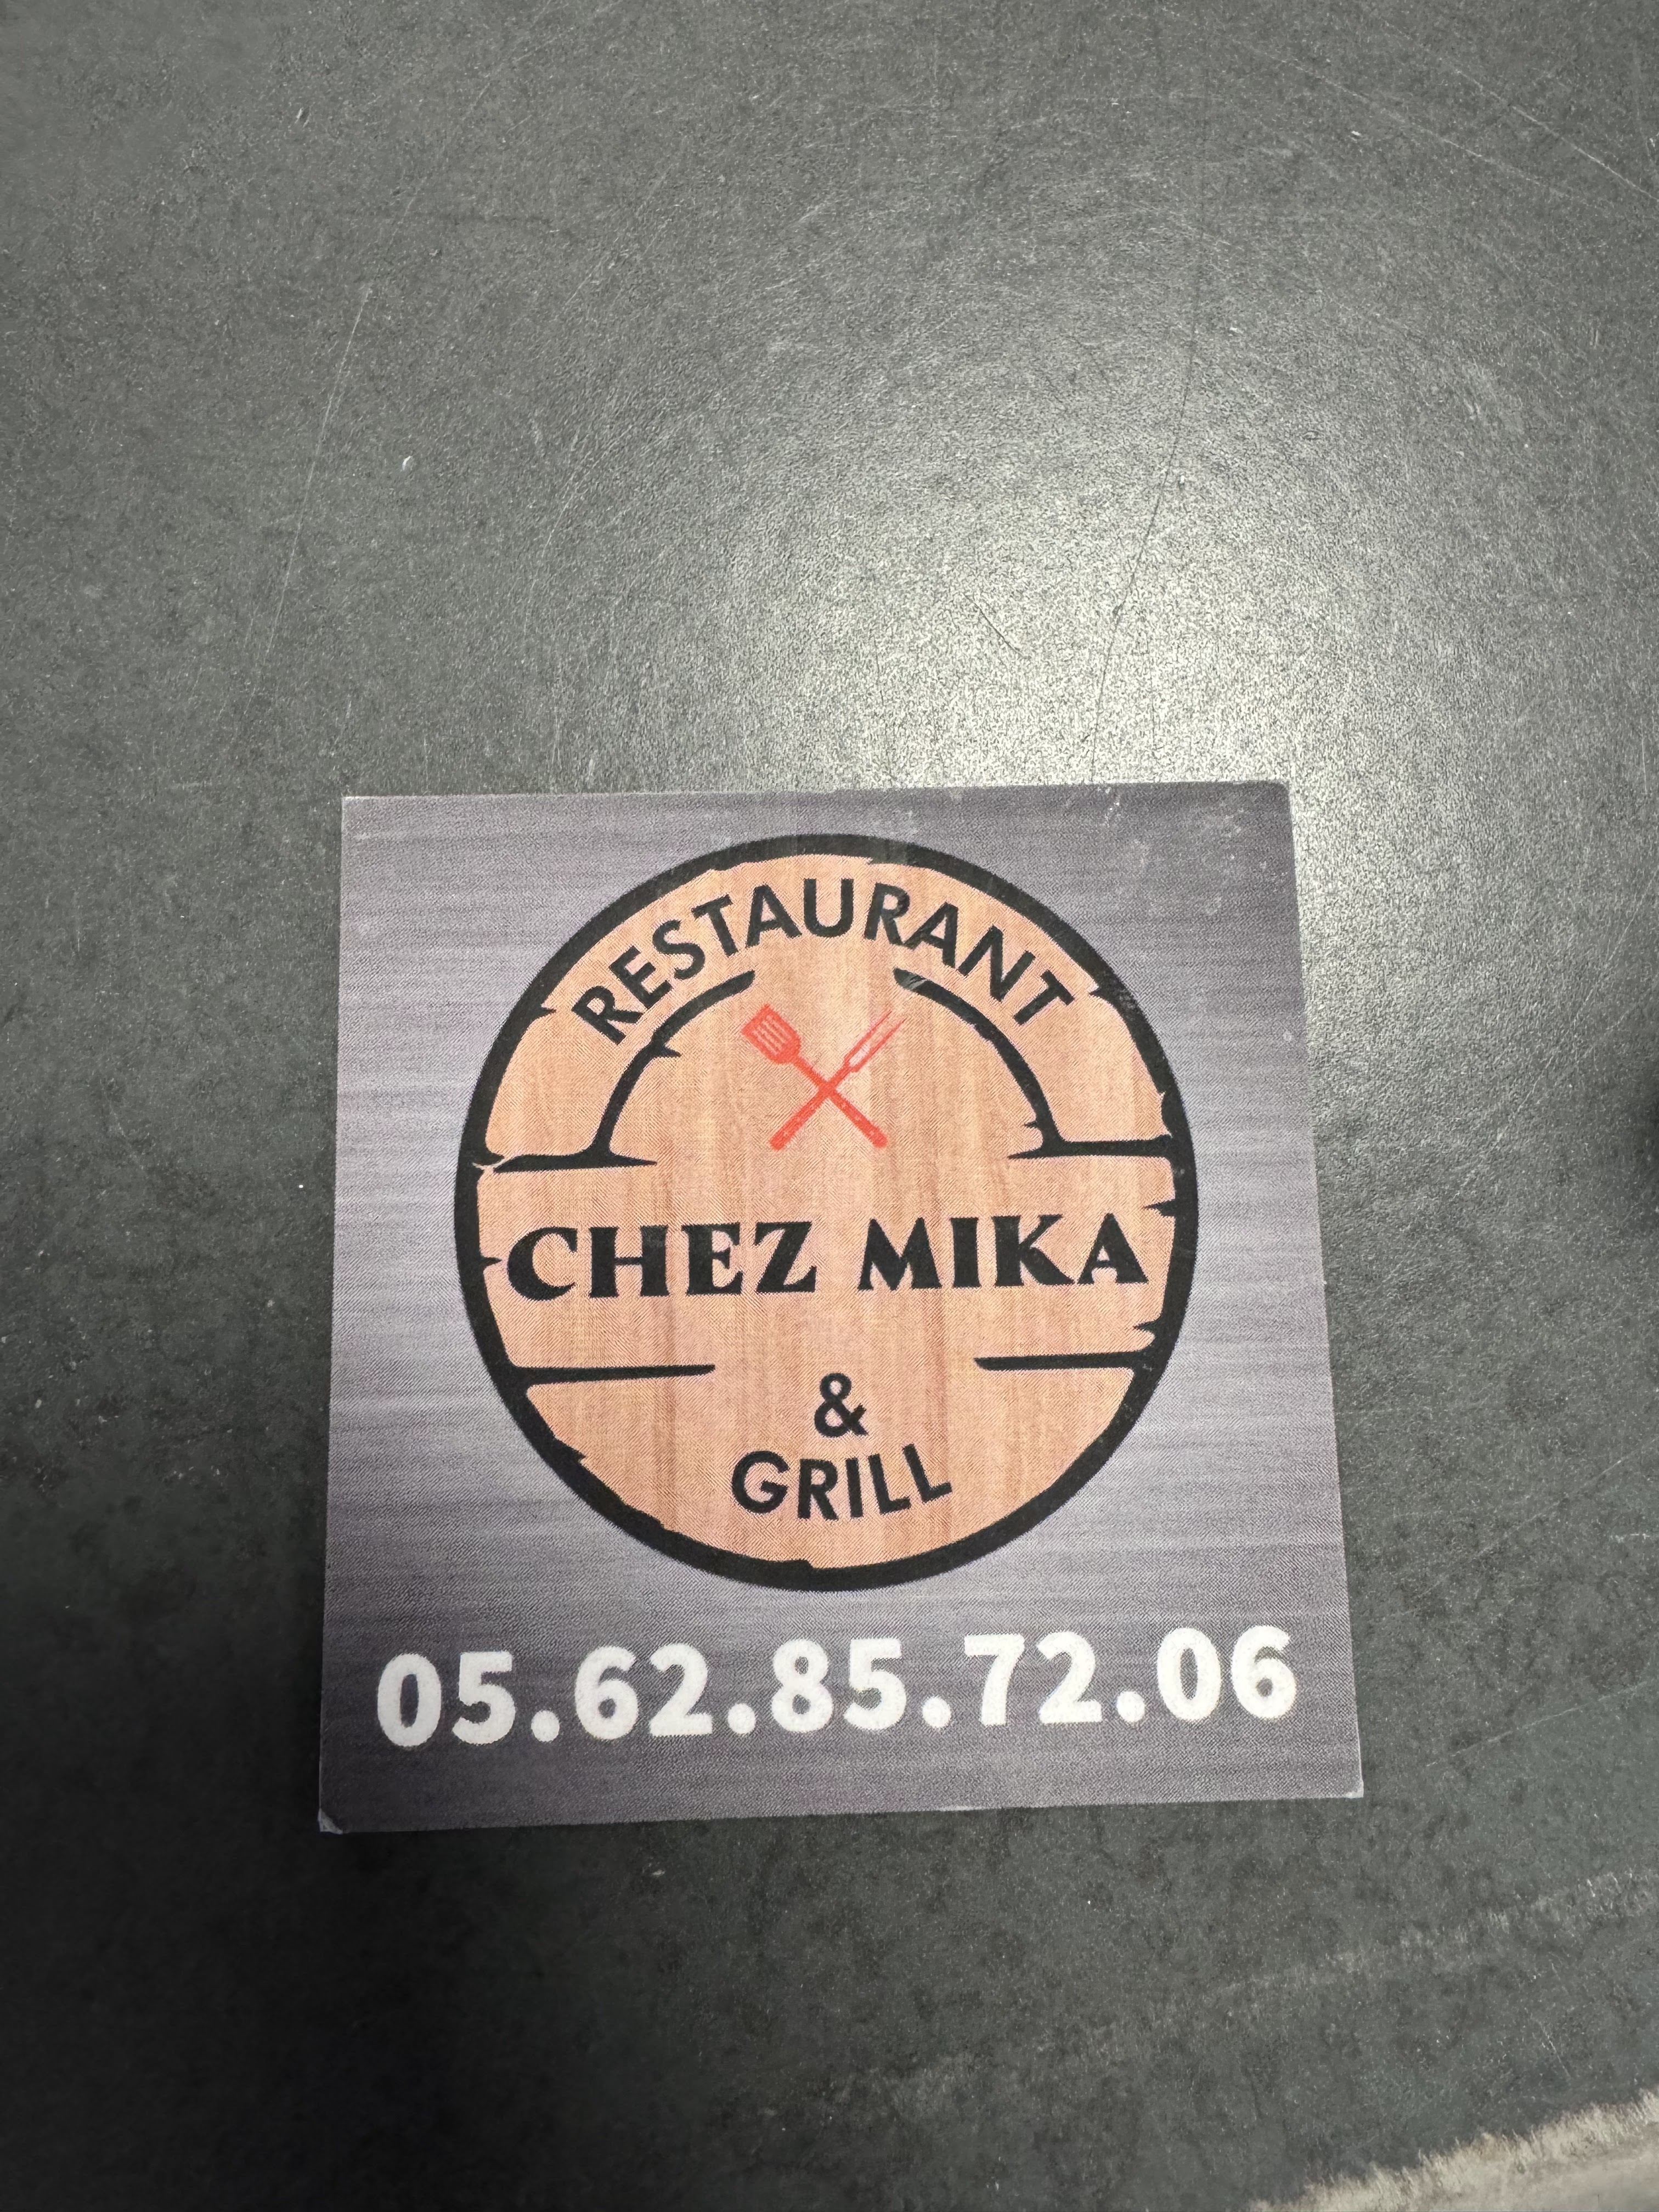 RESTAURANT
CHEZ MIKA
&
GRILL
05.62.85.72.06